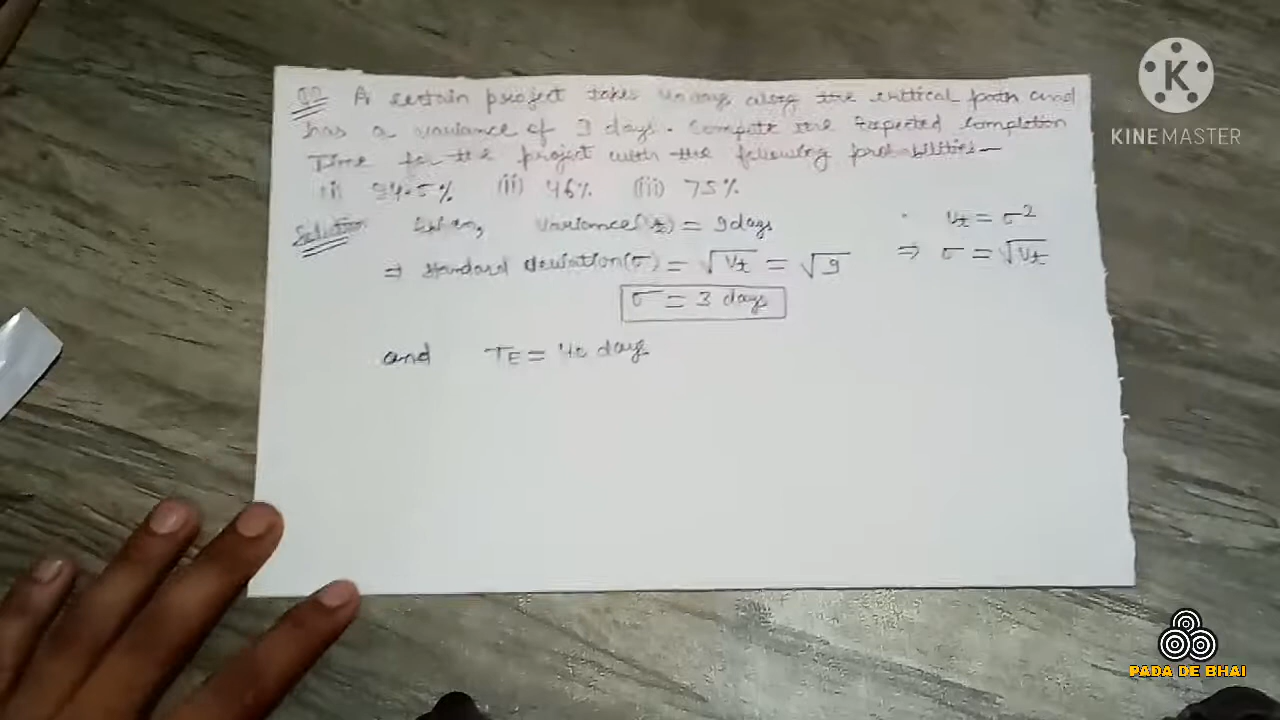 Q) A certain project takes 40 days along the critical path and
has a variance of 9 days. Compute the Expected Completion
Time for the project with the following probabilities—
(i) 4.5% (ii) 46% (iii) 75%
Solution variance(Vt) = 9 days Vt = σ²
⇒ standard deviation(σ) = √Vt = √9 ⇒ σ = √Vt
σ = 3 days
and TE = 40 days
KINEMASTER
PADA DE BHAI